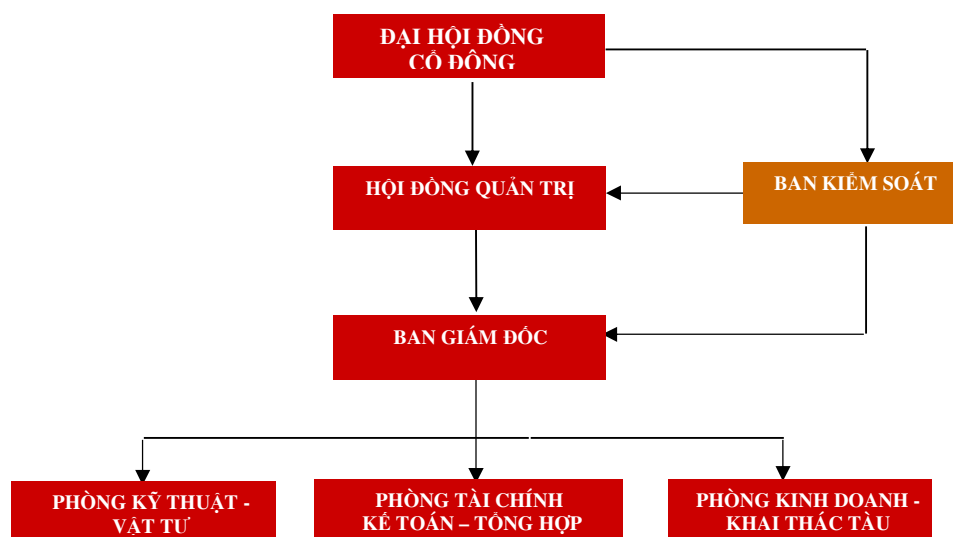 ĐẠI HỘI ĐỒNG
CỔ ĐÔNG
HỘI ĐỒNG QUẢN TRỊ
BAN KIỂM SOÁT
BAN GIÁM ĐỐC
PHÒNG KỸ THUẬT -
VẬT TƯ
PHÒNG TÀI CHÍNH
KẾ TOÁN – TỔNG HỢP
PHÒNG KINH DOANH -
KHAI THÁC TÀU